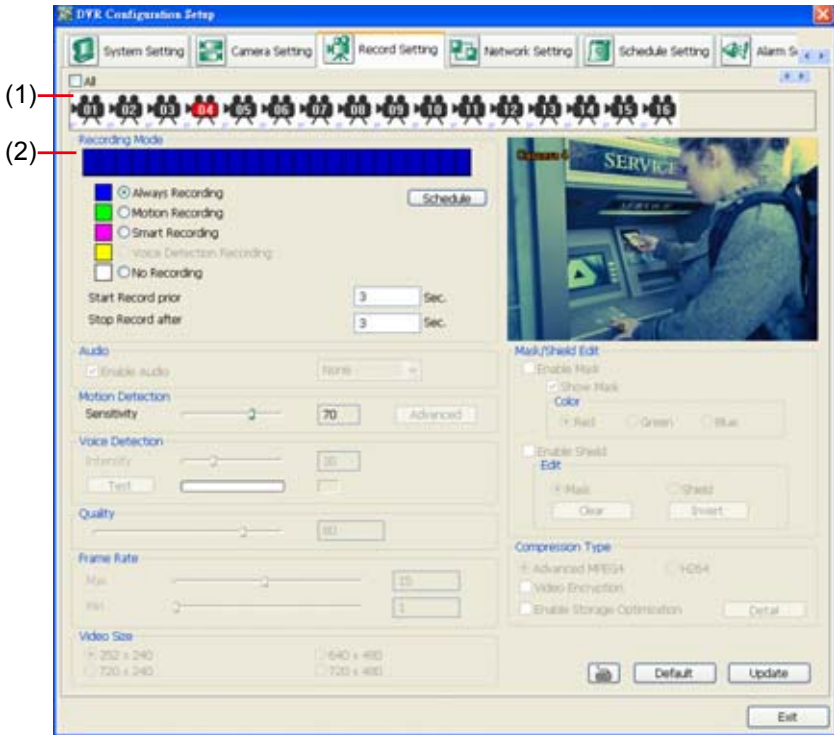 DVR Configuration Setup
System Setting
Camera Setting
Record Setting
Network Setting
Schedule Setting
Alarm S
All
(1)
01 02 03 04 05 06 07 08 09 10 11 12 13 14 15 16
(2)
Recording Mode
Camera 4
SERVICE
Always Recording
Schedule
Motion Recording
Smart Recording
Voice Detection Recording
No Recording
Start Record prior 3 Sec.
Stop Record after 3 Sec.
Audio
Enable Audio None
Motion Detection
Sensitivity 70 Advanced
Voice Detection
Intensity 30
Test
Quality
80
Frame Rate
Max 15
Min 1
Video Size
352 x 240 640 x 480
720 x 240 720 x 480
Mask/Shield Edit
Enable Mask
Show Mask
Color
Red Green Blue
Enable Shield
Edit
Mask Shield
Clear Invert
Compression Type
Advanced MPEG4 H264
Video Encryption
Enable Storage Optimization Detail
Default Update
Exit